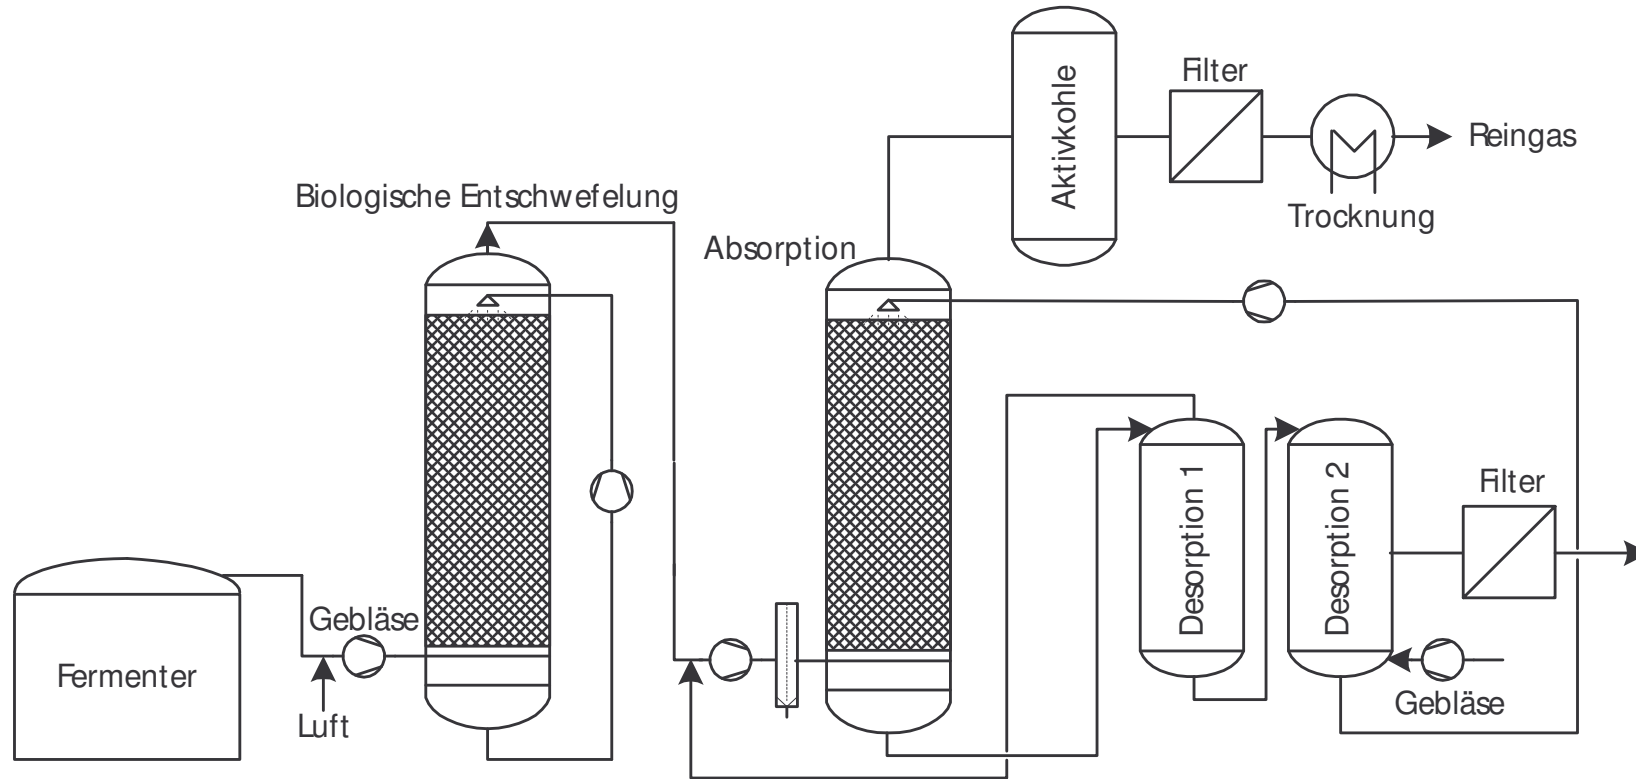 Filter
Aktivkohle
Reingas
Trocknung
Biologische Entschwefelung
Absorption
Desorption 1
Desorption 2
Filter
Gebläse
Fermenter
Luft
Gebläse